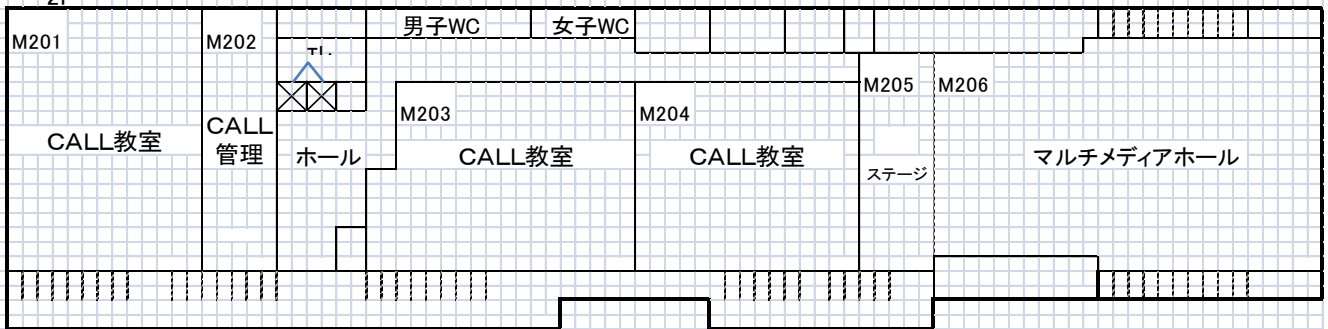 男子WC
女子WC
M201
M202
M205
M206
M203
M204
CALL
管理
CALL教室
ホール
CALL教室
CALL教室
マルチメディアホール
ステージ